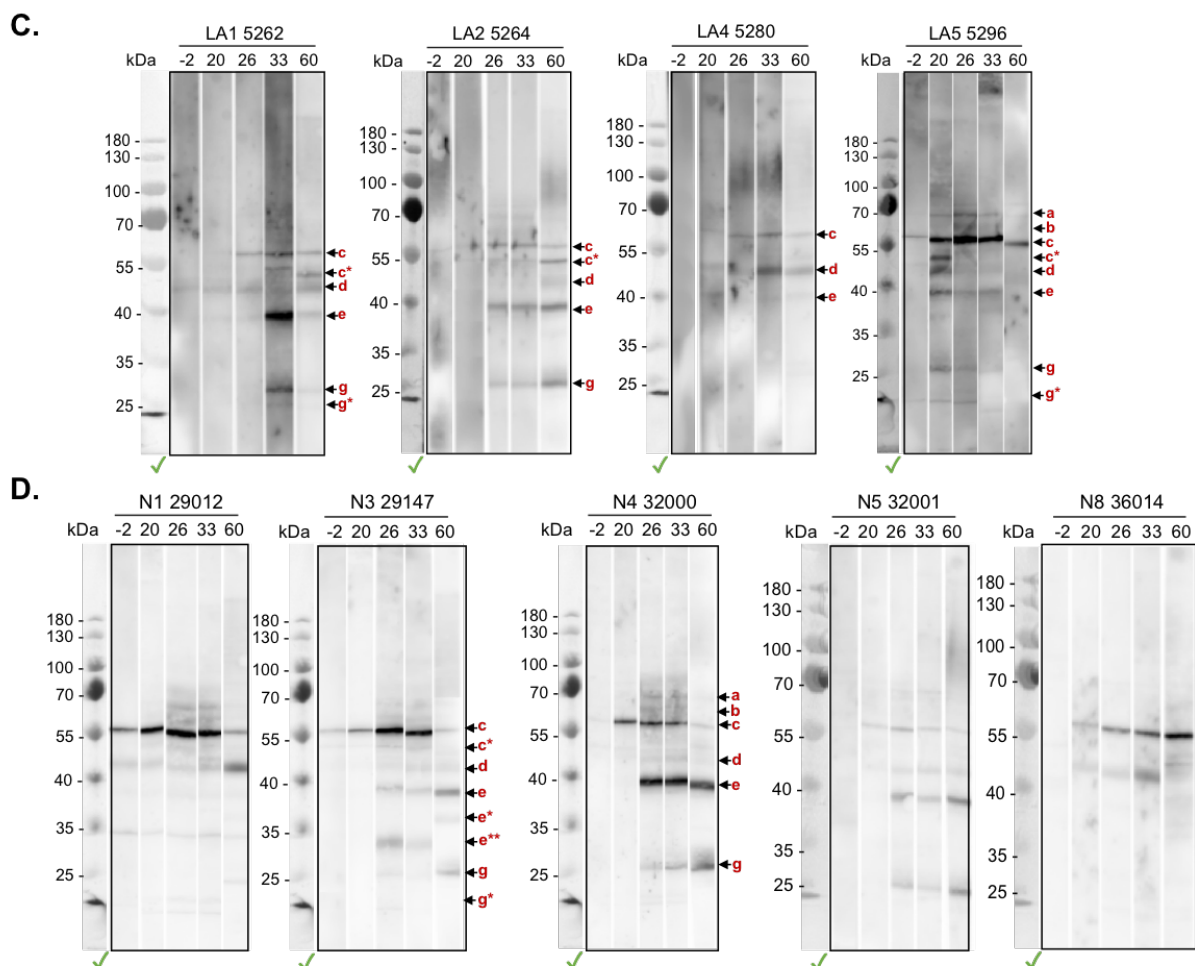 C.
LA1 5262
LA2 5264
LA4 5280
LA5 5296
kDa -2 20 26 33 60
kDa -2 20 26 33 60
kDa -2 20 26 33 60
kDa -2 20 26 33 60
180 -
130 -
100 -
70 -
55 -
40 -
35 -
25 -
c
c*
d
e
g
g*
180 -
130 -
100 -
70 -
55 -
40 -
35 -
25 -
c
c*
d
e
g
180 -
130 -
100 -
70 -
55 -
40 -
35 -
25 -
c
d
e
180 -
130 -
100 -
70 -
55 -
40 -
35 -
25 -
a
b
c
c*
d
e
g
g*
D.
N1 29012
N3 29147
N4 32000
N5 32001
N8 36014
kDa -2 20 26 33 60
kDa -2 20 26 33 60
kDa -2 20 26 33 60
kDa -2 20 26 33 60
kDa -2 20 26 33 60
180 -
130 -
100 -
70 -
55 -
40 -
35 -
25 -
180 -
130 -
100 -
70 -
55 -
40 -
35 -
25 -
c
c*
d
e
e*
e**
g
g*
180 -
130 -
100 -
70 -
55 -
40 -
35 -
25 -
a
b
c
d
e
g
180 -
130 -
100 -
70 -
55 -
40 -
35 -
25 -
180 -
130 -
100 -
70 -
55 -
40 -
35 -
25 -